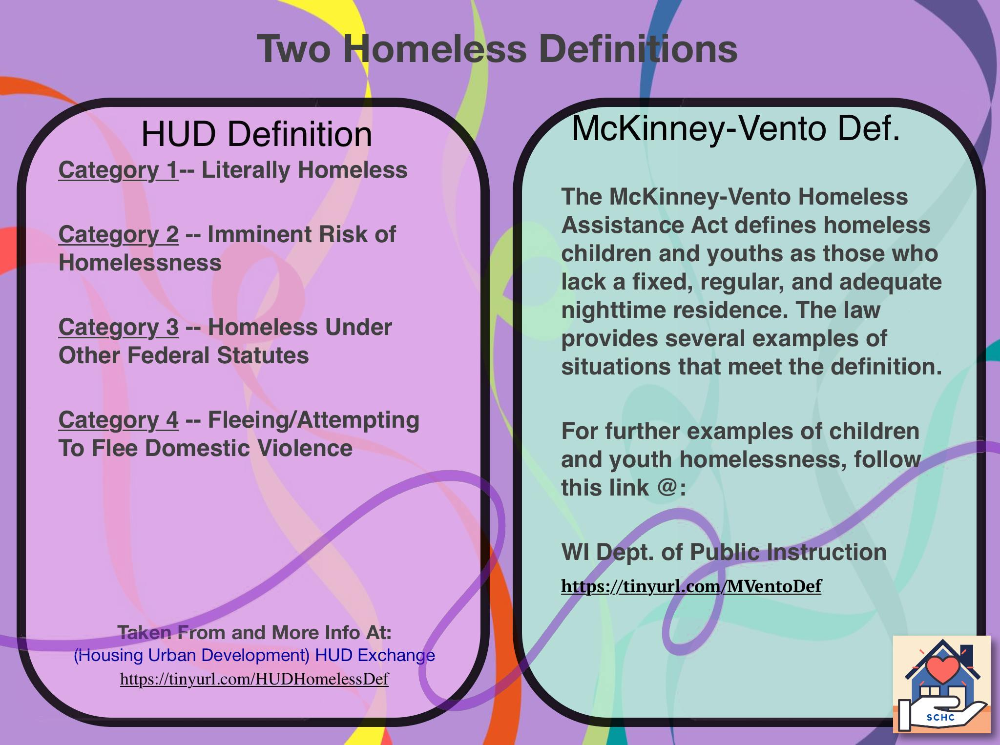 Two Homeless Definitions
HUD Definition
Category 1-- Literally Homeless
Category 2 -- Imminent Risk of
Homelessness
Category 3 -- Homeless Under
Other Federal Statutes
Category 4 -- Fleeing/Attempting
To Flee Domestic Violence
Taken From and More Info At:
(Housing Urban Development) HUD Exchange
https://tinyurl.com/HUDHomelessDef
McKinney-Vento Def.
The McKinney-Vento Homeless
Assistance Act defines homeless
children and youths as those who
lack a fixed, regular, and adequate
nighttime residence. The law
provides several examples of
situations that meet the definition.
For further examples of children
and youth homelessness, follow
this link @:
WI Dept. of Public Instruction
https://tinyurl.com/MVentoDef
SCHC